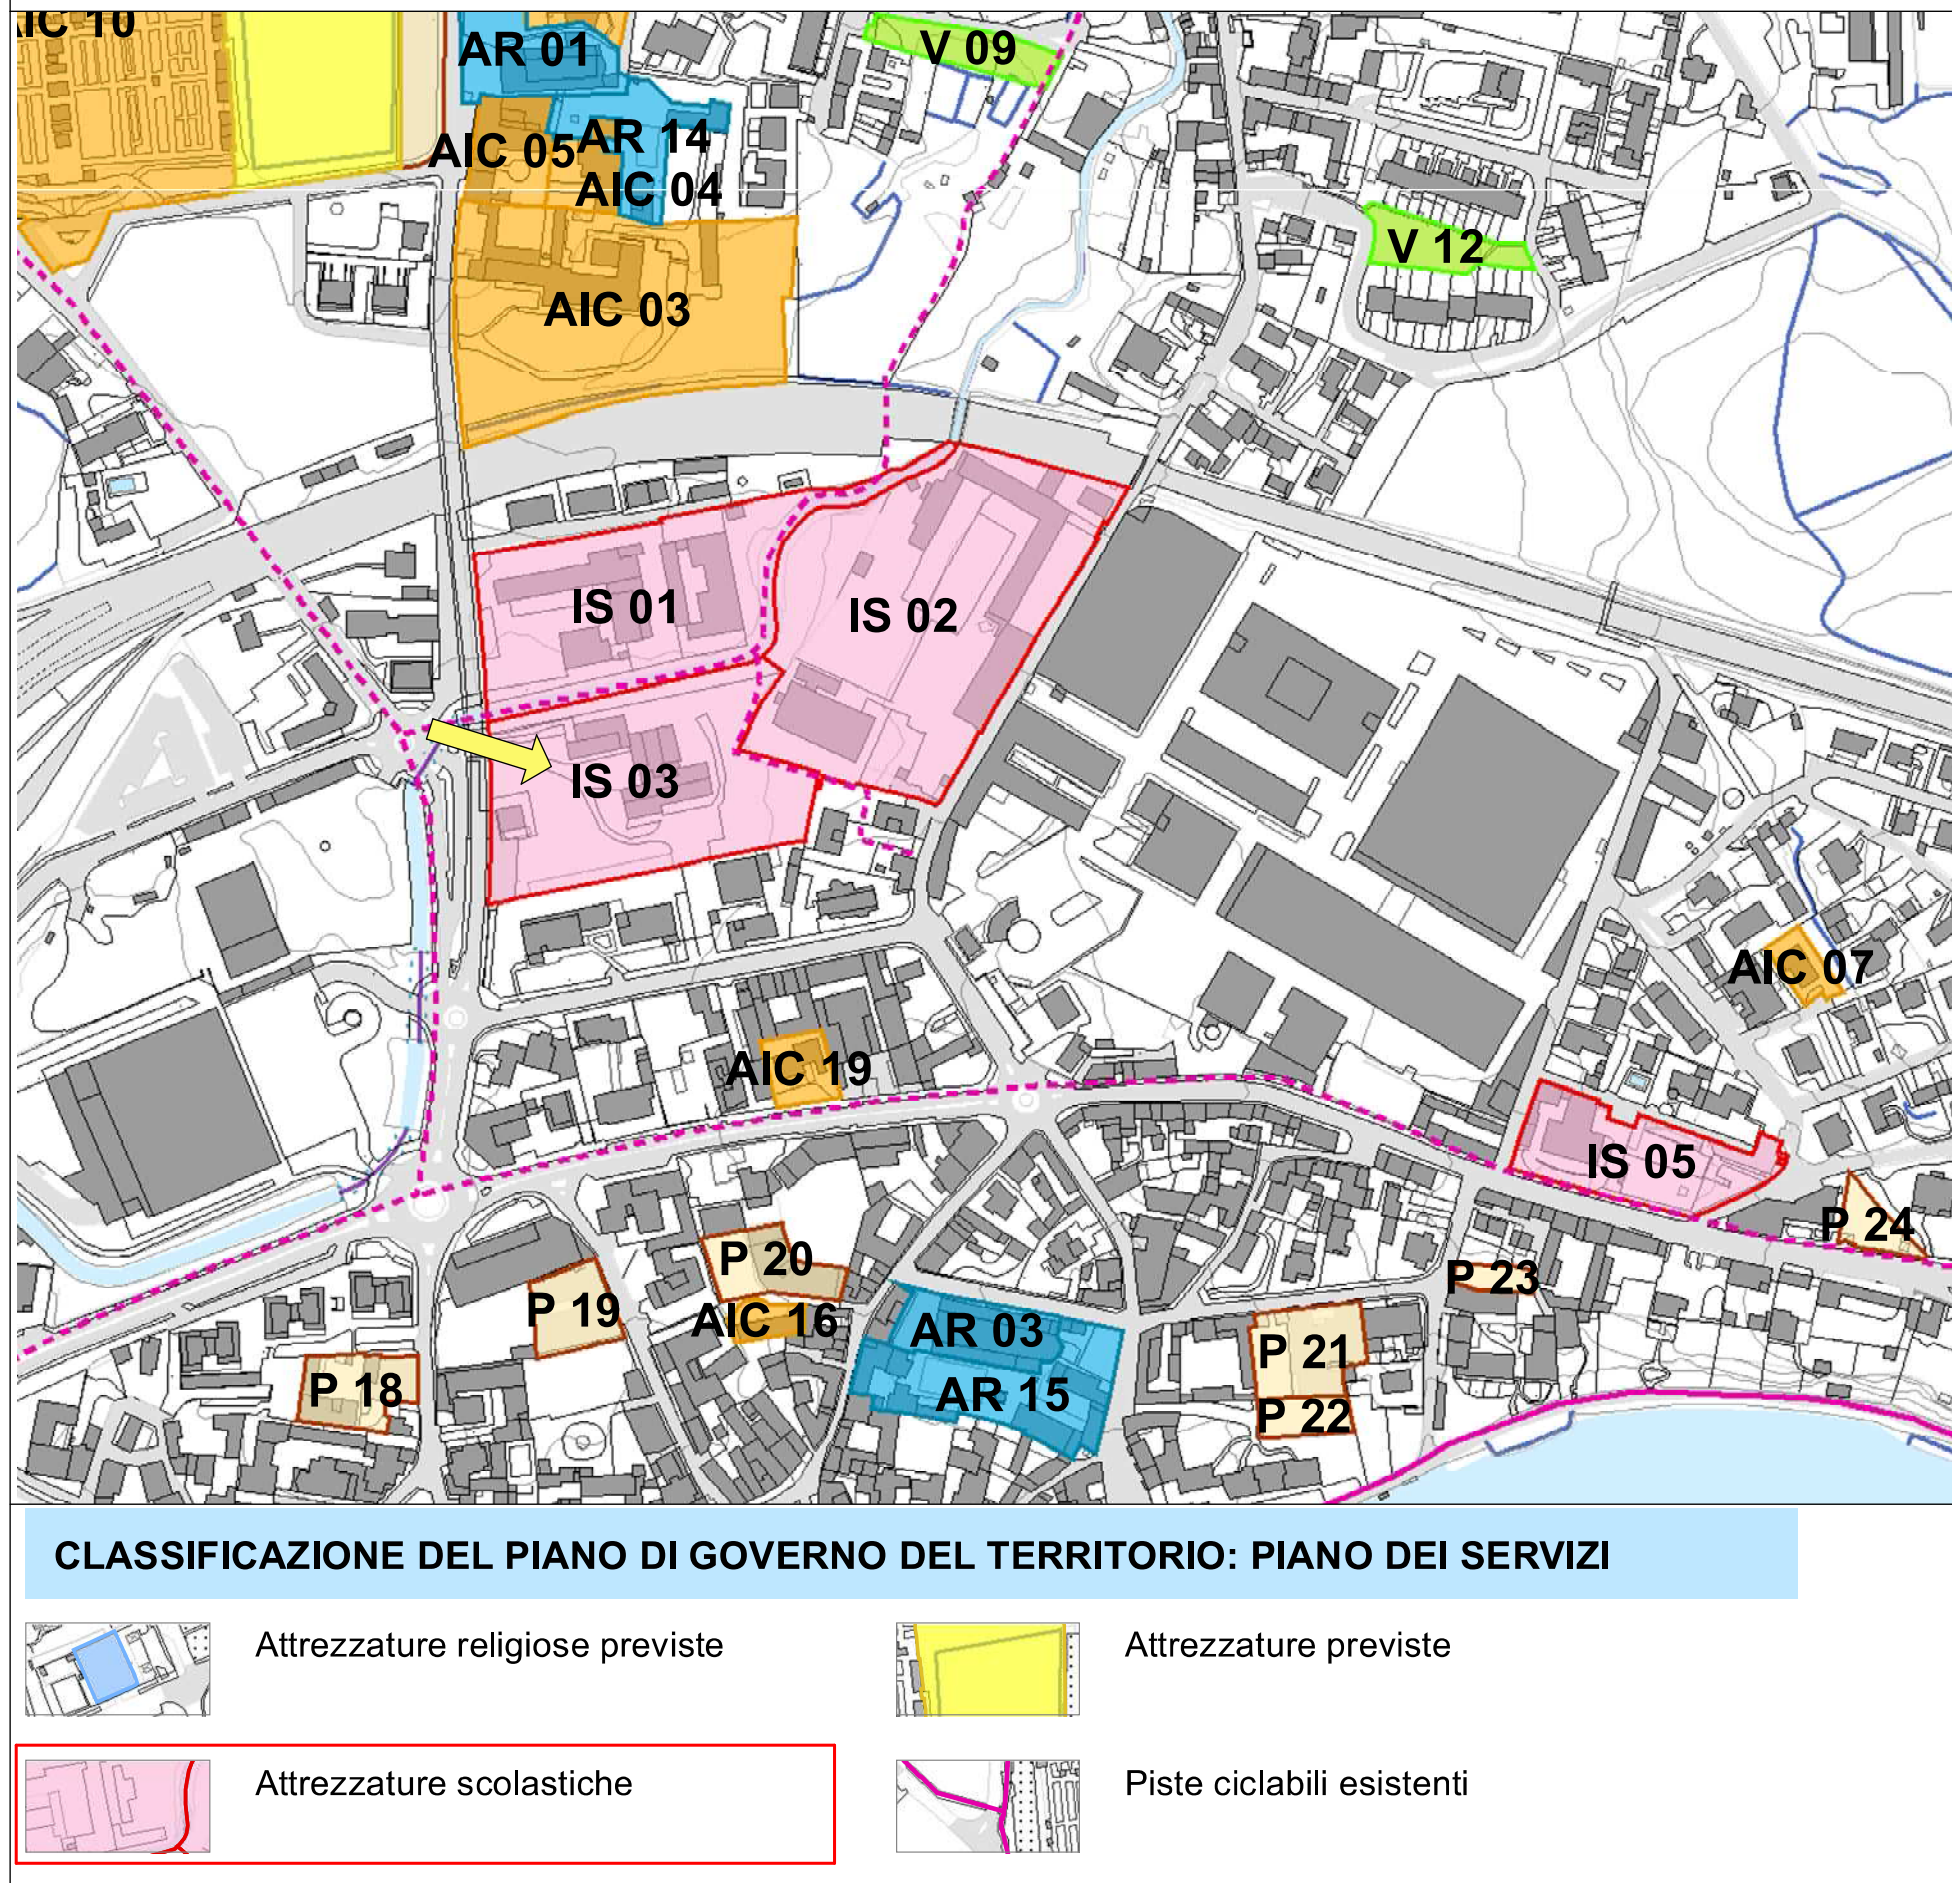 AIC 10
AR 01
V 09
AIC 05
AR 14
AIC 04
V 12
AIC 03
IS 01
IS 02
IS 03
AIC 07
AIC 19
IS 05
P 24
P 20
P 23
P 19
AIC 16
AR 03
P 21
P 18
AR 15
P 22
CLASSIFICAZIONE DEL PIANO DI GOVERNO DEL TERRITORIO: PIANO DEI SERVIZI
Attrezzature religiose previste
Attrezzature previste
Attrezzature scolastiche
Piste ciclabili esistenti